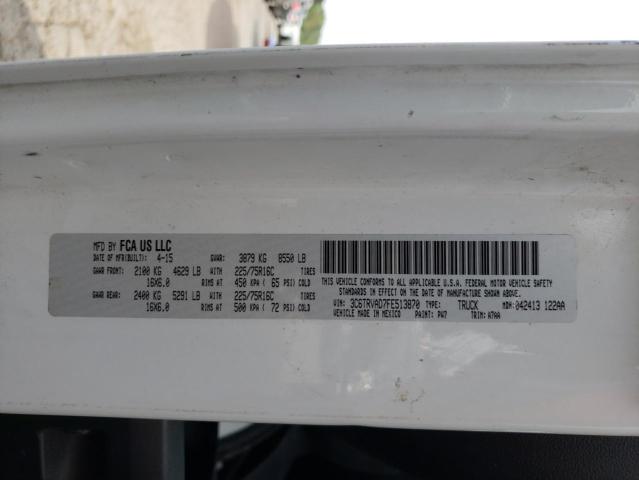 MFD BY FCA US LLC
DATE OF MFR(BUILT): 4-15 GVWR: 3879 KG 8550 LB
GAWR FRONT: 2100 KG 4629 LB WITH 225/75R16C TIRES
16X6.0 RIMS AT 450 KPA ( 65 PSI) COLD
GAWR REAR: 2400 KG 5291 LB WITH 225/75R16C TIRES
16X6.0 RIMS AT 500 KPA ( 72 PSI) COLD
THIS VEHICLE CONFORMS TO ALL APPLICABLE U.S.A. FEDERAL MOTOR VEHICLE SAFETY
STANDARDS IN EFFECT ON THE DATE OF MANUFACTURE SHOWN ABOVE.
VIN: 3C6TRVAD7FE513870 TYPE: TRUCK MDH: 042413 122AA
VEHICLE MADE IN MEXICO PAINT: PW7 TRIM: A7AA